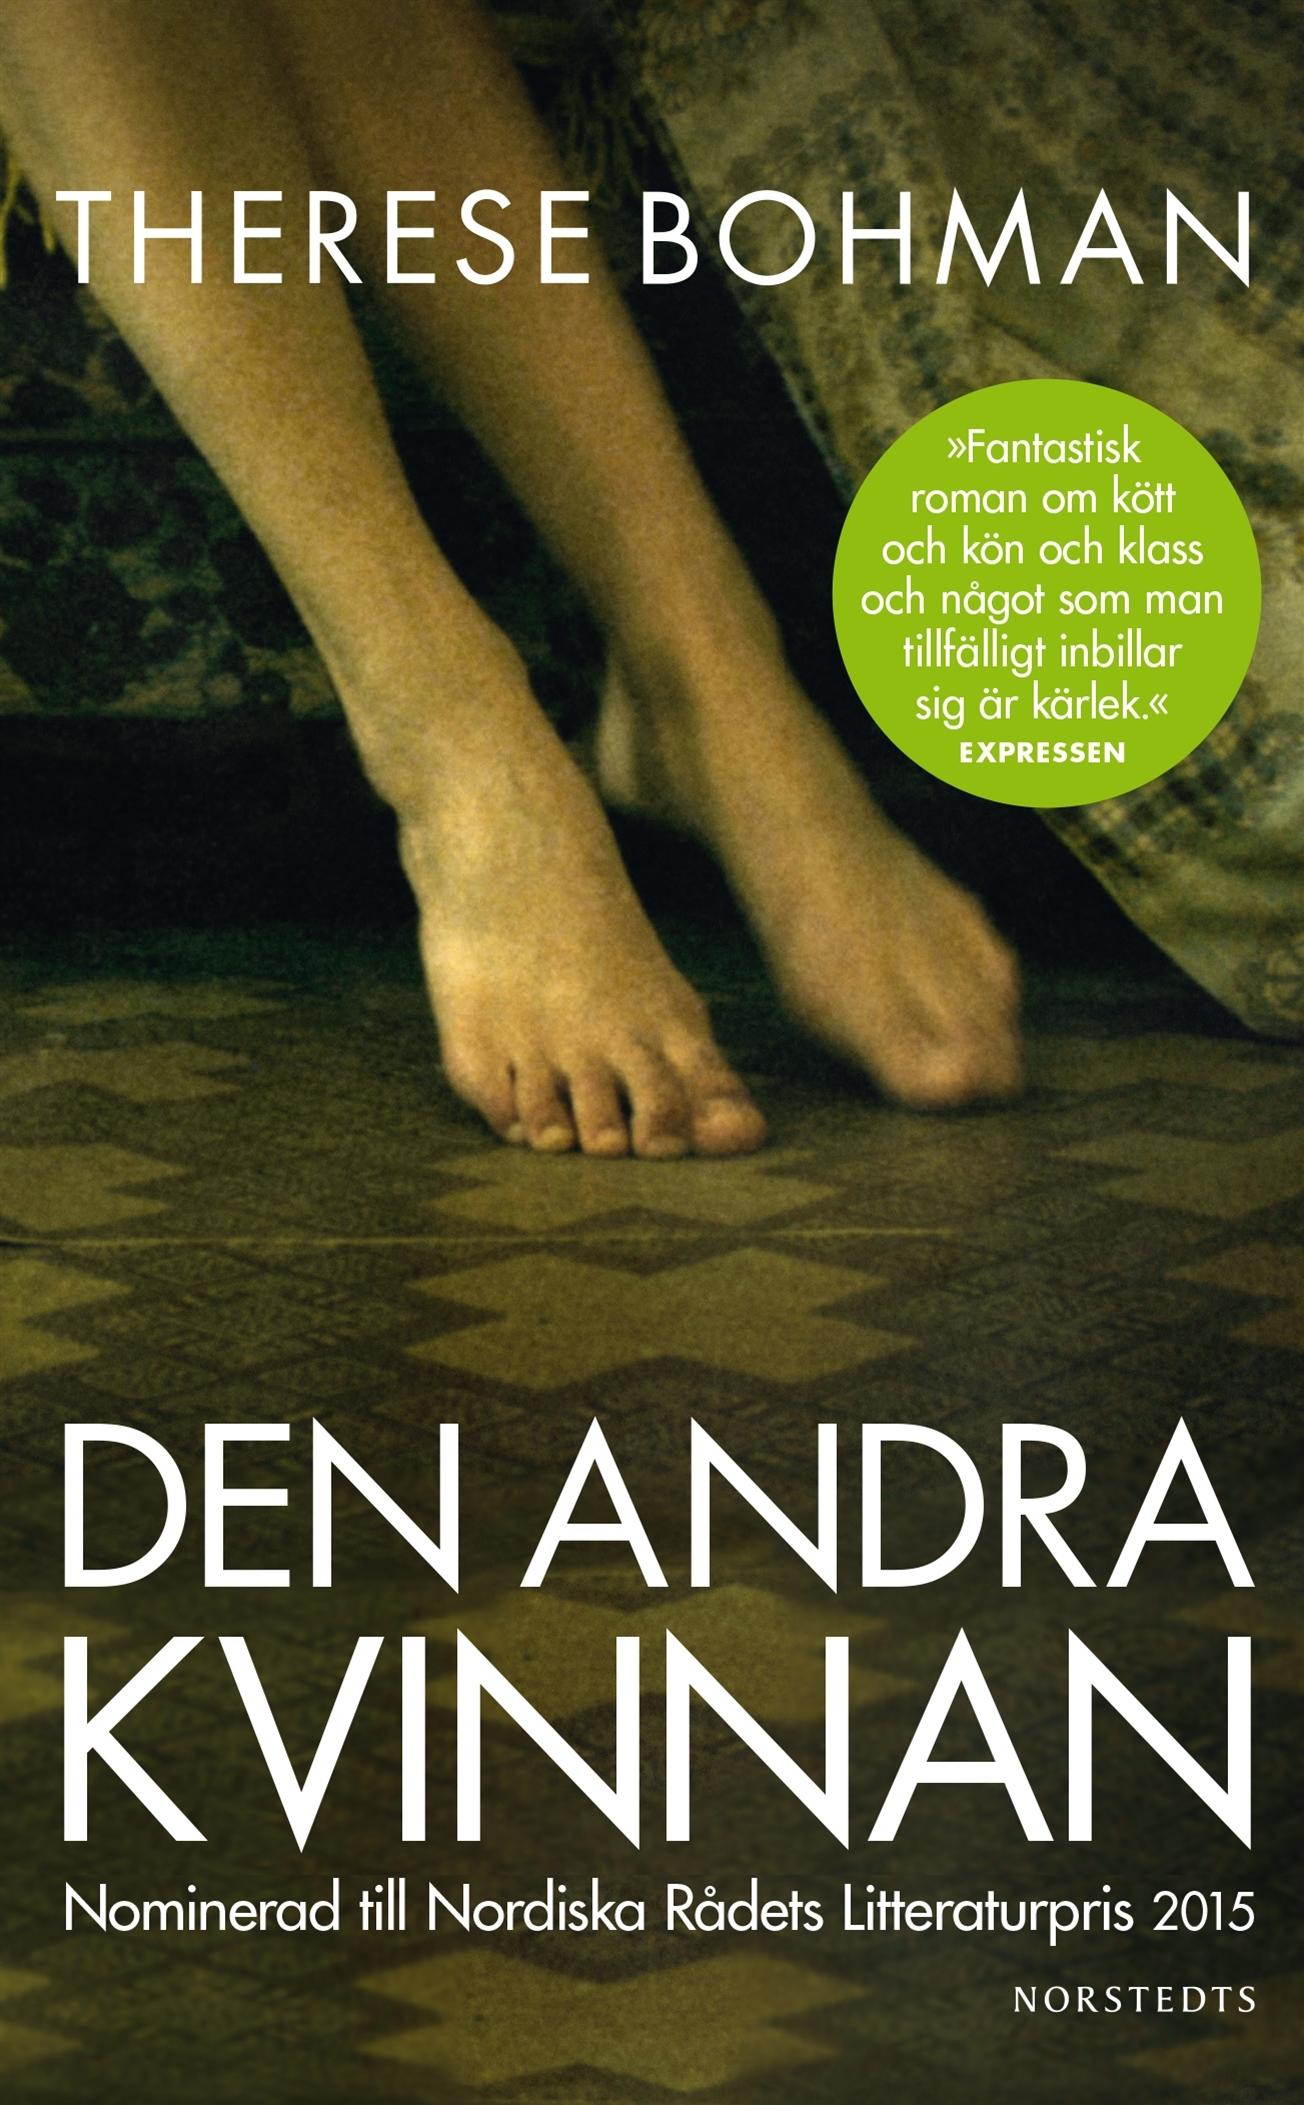 THERESE BOHMAN
»Fantastisk
roman om kött
och kön och klass
och något som man
tillfälligt inbillar
sig är kärlek.«
EXPRESSEN
DEN ANDRA
KVINNAN
Nominerad till Nordiska Rådets Litteraturpris 2015
NORSTEDTS